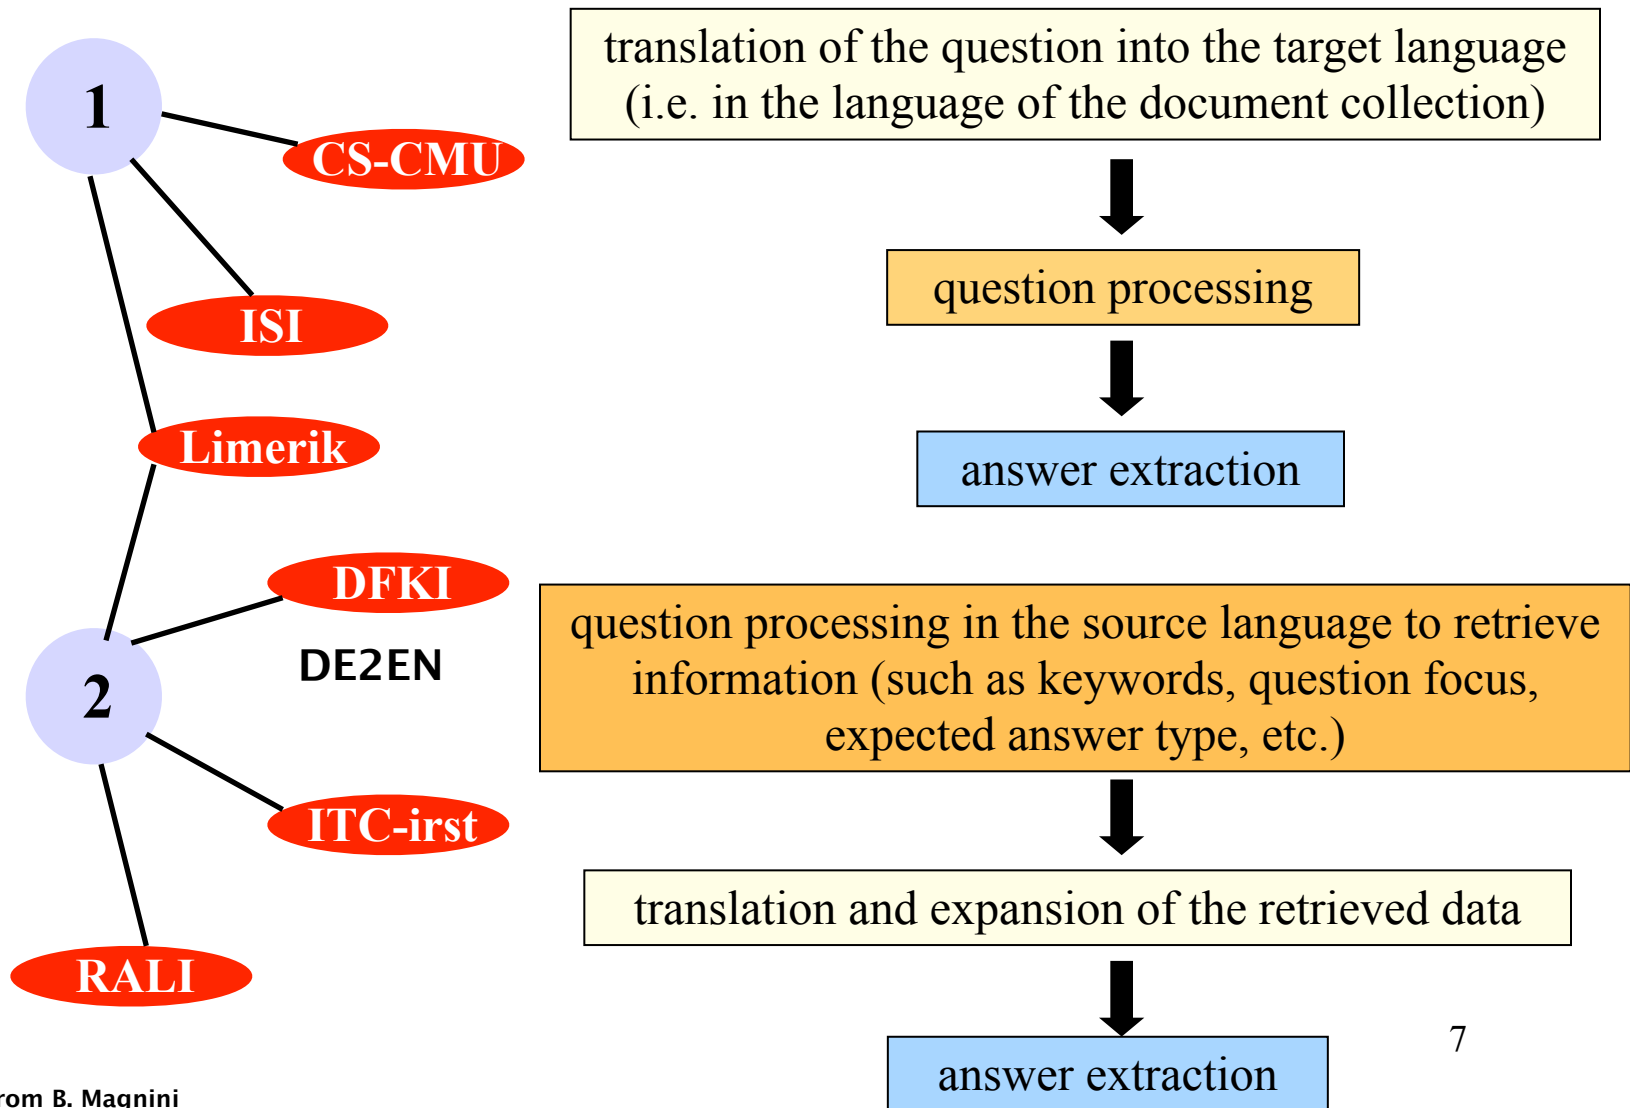 1
CS-CMU
ISI
Limerik
DFKI
DE2EN
2
ITC-irst
RALI
translation of the question into the target language
(i.e. in the language of the document collection)
question processing
answer extraction
question processing in the source language to retrieve
information (such as keywords, question focus,
expected answer type, etc.)
translation and expansion of the retrieved data
answer extraction
7
rom B. Magnini